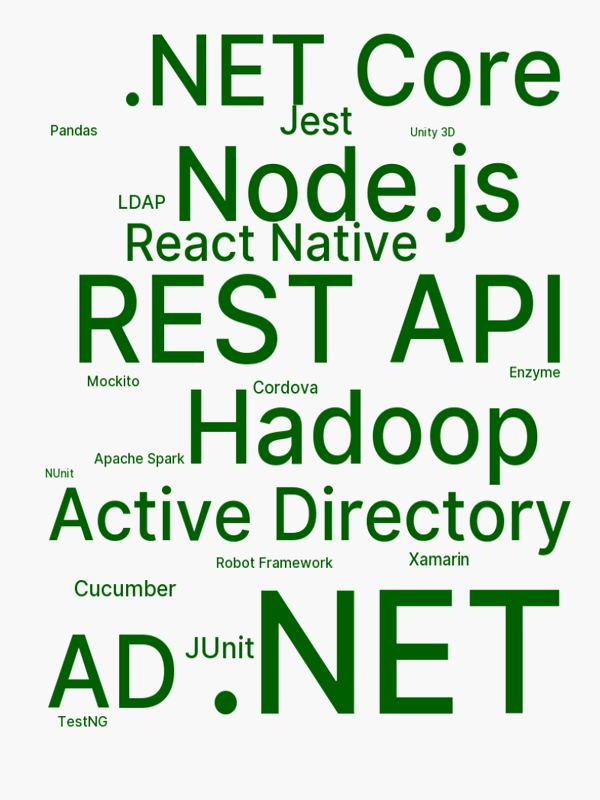 .NET Core
Jest
Pandas
Unity 3D
Node.js
LDAP
React Native
REST API
Enzyme
Mockito
Cordova
Hadoop
Apache Spark
NUnit
Active Directory
Xamarin
Robot Framework
Cucumber
.NET
JUnit
AD
TestNG